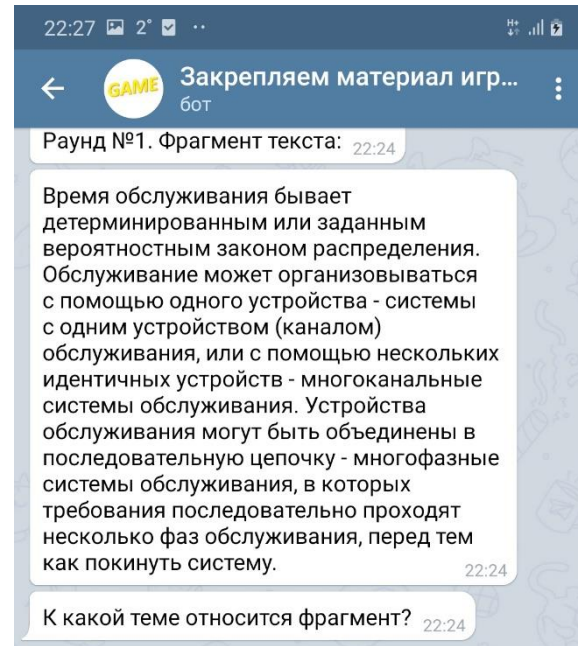 22:27 2° ··
H+
GAME
Закрепляем материал игр...
бот
Раунд №1. Фрагмент текста: 22:24
Время обслуживания бывает
детерминированным или заданным
вероятностным законом распределения.
Обслуживание может организовываться
с помощью одного устройства - системы
с одним устройством (каналом)
обслуживания, или с помощью нескольких
идентичных устройств - многоканальные
системы обслуживания. Устройства
обслуживания могут быть объединены в
последовательную цепочку - многофазные
системы обслуживания, в которых
требования последовательно проходят
несколько фаз обслуживания, перед тем
как покинуть систему. 22:24
К какой теме относится фрагмент? 22:24